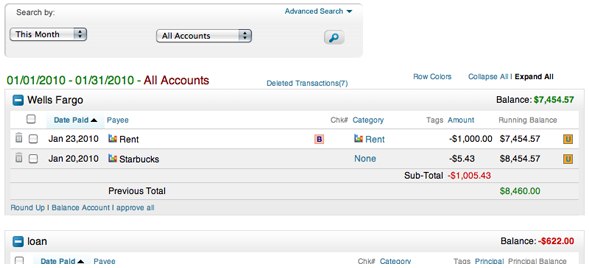 Search by:
Advanced Search
This Month
All Accounts
01/01/2010 - 01/31/2010 - All Accounts
Deleted Transactions(7)
Row Colors Collapse All | Expand All
Wells Fargo Balance: $7,454.57
Date Paid Payee Chk# Category Tags Amount Running Balance
Jan 23,2010 Rent B Rent -$1,000.00 $7,454.57 U
Jan 20,2010 Starbucks None -$5.43 $8,454.57 U
Sub-Total -$1,005.43
Previous Total $8,460.00
Round Up | Balance Account | approve all
loan Balance: -$622.00
Date Paid Payee Chk# Category Tags Principal Principal Balance